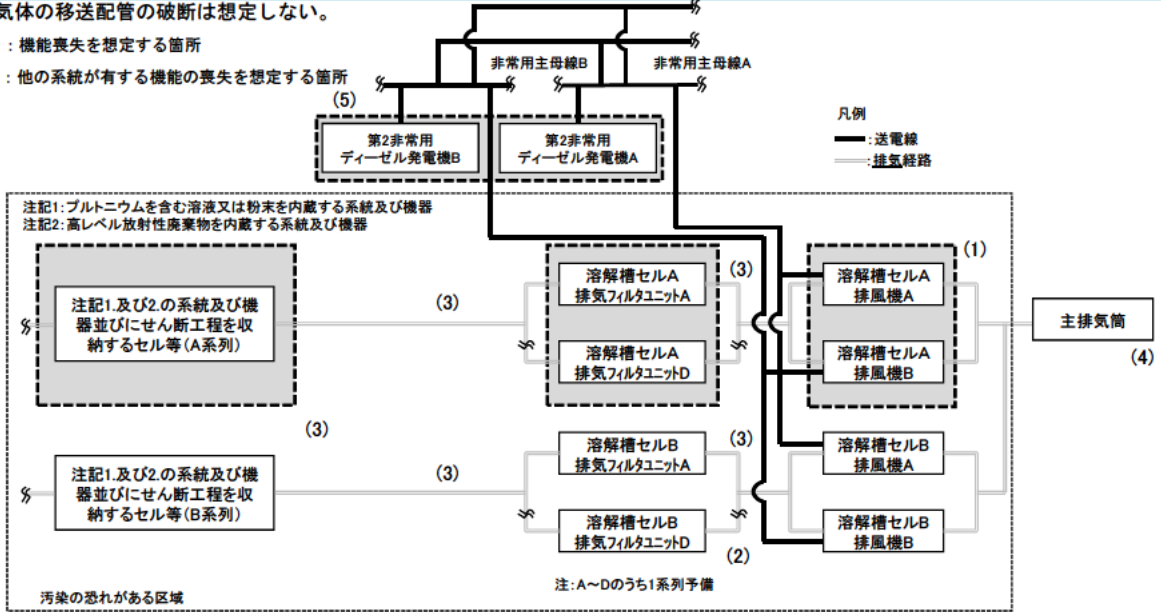 気体の移送配管の破断は想定しない。
：機能喪失を想定する箇所
：他の系統が有する機能の喪失を想定する箇所
非常用主母線B
非常用主母線A
(5)
第2非常用
ディーゼル発電機B
第2非常用
ディーゼル発電機A
凡例
：送電線
：排気経路
注記1：プルトニウムを含む溶液又は粉末を内蔵する系統及び機器
注記2：高レベル放射性廃棄物を内蔵する系統及び機器
注記1.及び2.の系統及び機
器並びにせん断工程を収
納するセル等(A系列)
(3)
溶解槽セルA
排気フィルタユニットA
(3)
溶解槽セルA
排気フィルタユニットD
(1)
溶解槽セルA
排風機A
溶解槽セルA
排風機B
主排気筒
(4)
(3)
注記1.及び2.の系統及び機
器並びにせん断工程を収
納するセル等(B系列)
(3)
溶解槽セルB
排気フィルタユニットA
(3)
溶解槽セルB
排気フィルタユニットD
(2)
溶解槽セルB
排風機A
溶解槽セルB
排風機B
注：A～Dのうち1系列予備
汚染の恐れがある区域